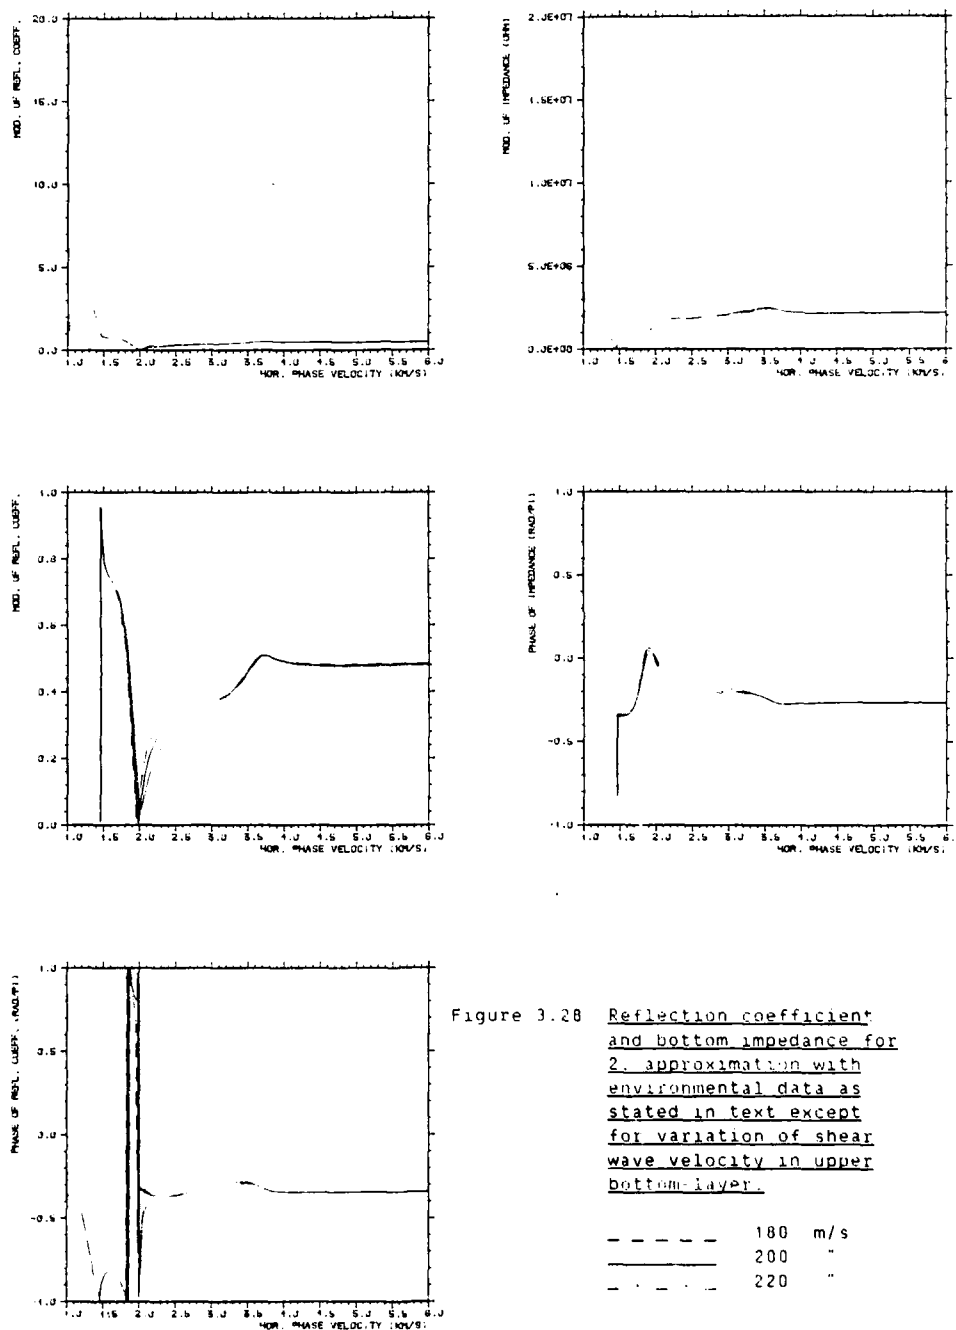 MOD. OF REFL. COEFF.
20.0
15.0
10.0
5.0
0.0
1.0 1.5 2.0 2.5 3.0 3.5 4.0 4.5 5.0 5.5 6.0
HOR. PHASE VELOCITY (KM/S)
MOD. OF IMPEDANCE (OHM)
2.0E+07
1.5E+07
1.0E+07
5.0E+06
0.0E+00
1.0 1.5 2.0 2.5 3.0 3.5 4.0 4.5 5.0 5.5 6.0
HOR. PHASE VELOCITY (KM/S)
MOD. OF REFL. COEFF.
1.0
0.8
0.6
0.4
0.2
0.0
1.0 1.5 2.0 2.5 3.0 3.5 4.0 4.5 5.0 5.5 6.0
HOR. PHASE VELOCITY (KM/S)
PHASE OF IMPEDANCE (RAD/PI)
1.0
0.5
0.0
-0.5
-1.0
1.0 1.5 2.0 2.5 3.0 3.5 4.0 4.5 5.0 5.5 6.0
HOR. PHASE VELOCITY (KM/S)
PHASE OF REFL. COEFF. (RAD/PI)
1.0
0.5
0.0
-0.5
-1.0
1.0 1.5 2.0 2.5 3.0 3.5 4.0 4.5 5.0 5.5 6.0
HOR. PHASE VELOCITY (KM/S)
Figure 3.28 Reflection coefficient
and bottom impedance for
2. approximation with
environmental data as
stated in text except
for variation of shear
wave velocity in upper
bottom-layer.
180 m/s
200 "
220 "